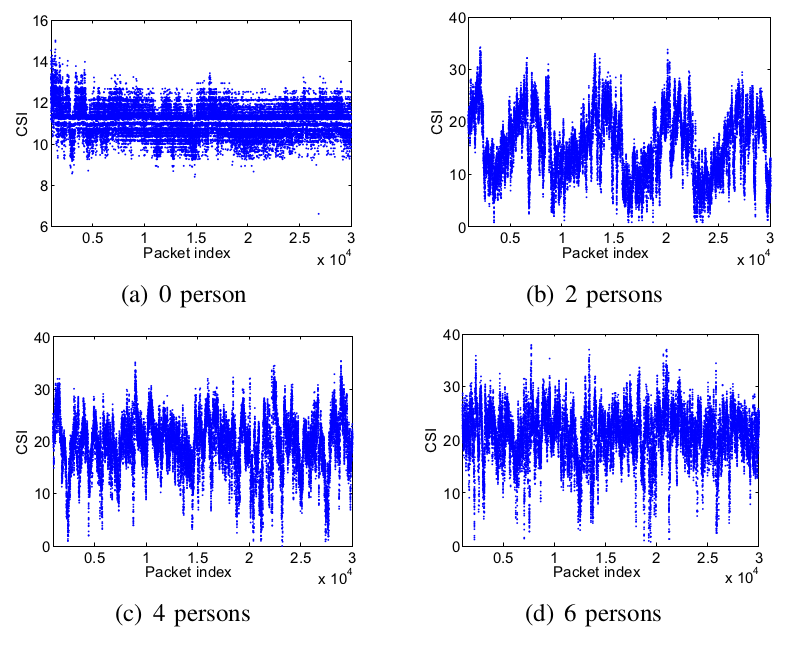 16
14
12
10
8
6
CSI
0.5 1 1.5 2 2.5 3
Packet index
x 10^4
(a) 0 person
40
30
20
10
0
CSI
0.5 1 1.5 2 2.5 3
Packet index
x 10^4
(b) 2 persons
40
30
20
10
0
CSI
0.5 1 1.5 2 2.5 3
Packet index
x 10^4
(c) 4 persons
40
30
20
10
0
CSI
0.5 1 1.5 2 2.5 3
Packet index
x 10^4
(d) 6 persons